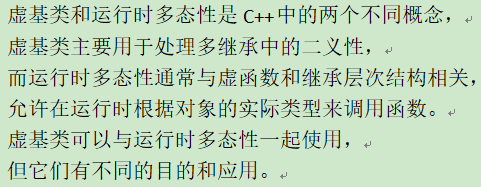 虚基类和运行时多态性是 C++中的两个不同概念，
虚基类主要用于处理多继承中的二义性，
而运行时多态性通常与虚函数和继承层次结构相关，
允许在运行时根据对象的实际类型来调用函数。
虚基类可以与运行时多态性一起使用，
但它们有不同的目的和应用。